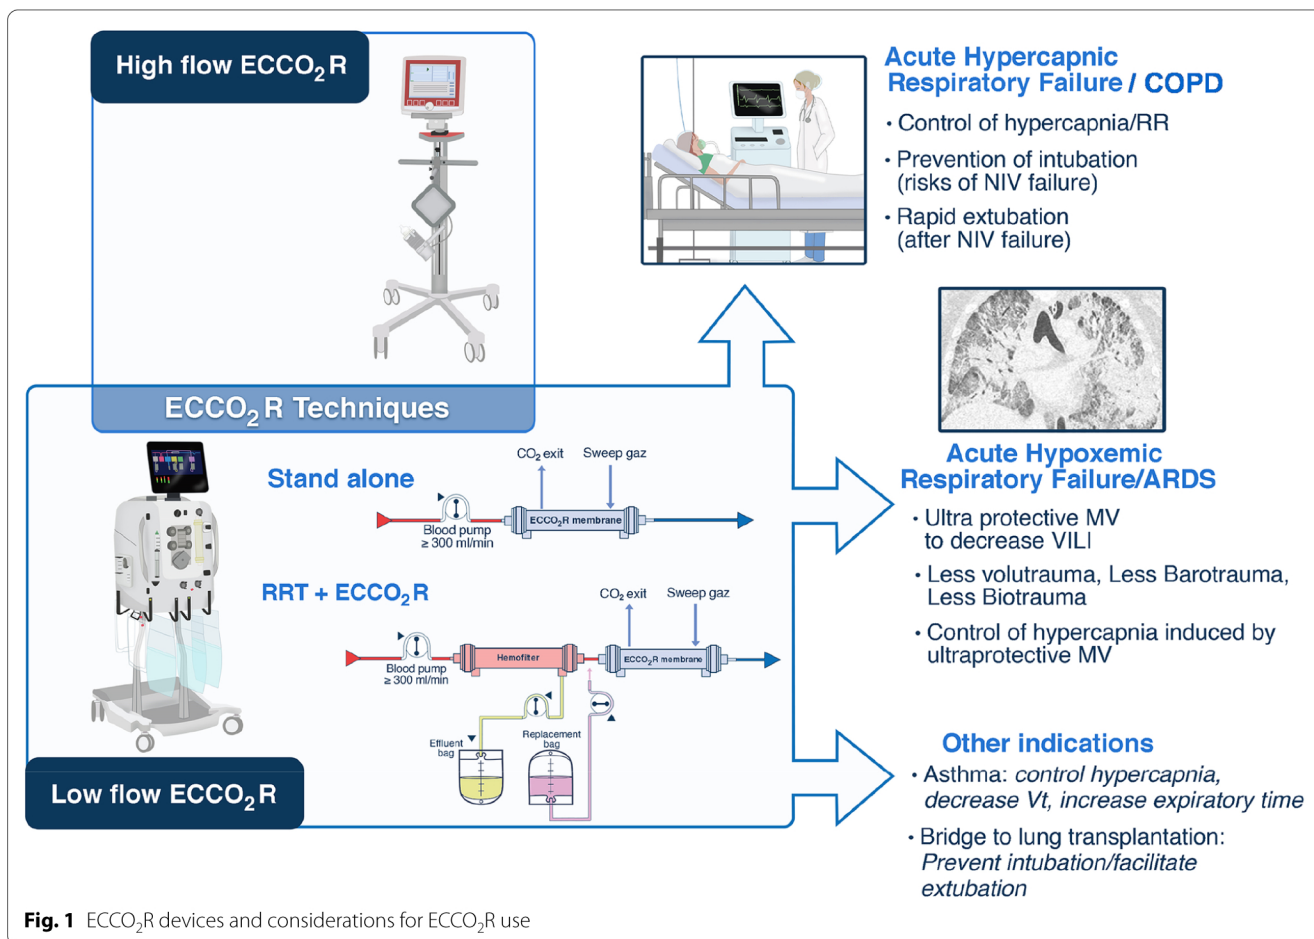 High flow ECCO₂R
ECCO₂R Techniques
Stand alone
CO₂ exit
Sweep gaz
ECCO₂R membrane
Blood pump
≥ 300 ml/min
RRT + ECCO₂R
CO₂ exit
Sweep gaz
Hemofilter
ECCO₂R membrane
Blood pump
≥ 300 ml/min
Effluent
bag
Replacement
bag
Low flow ECCO₂R
Acute Hypercapnic
Respiratory Failure / COPD
• Control of hypercapnia/RR
• Prevention of intubation
(risks of NIV failure)
• Rapid extubation
(after NIV failure)
Acute Hypoxemic
Respiratory Failure/ARDS
• Ultra protective MV
to decrease VILI
• Less volutrauma, Less Barotrauma,
Less Biotrauma
• Control of hypercapnia induced by
ultraprotective MV
Other indications
• Asthma: control hypercapnia,
decrease Vt, increase expiratory time
• Bridge to lung transplantation:
Prevent intubation/facilitate
extubation
Fig. 1 ECCO₂R devices and considerations for ECCO₂R use